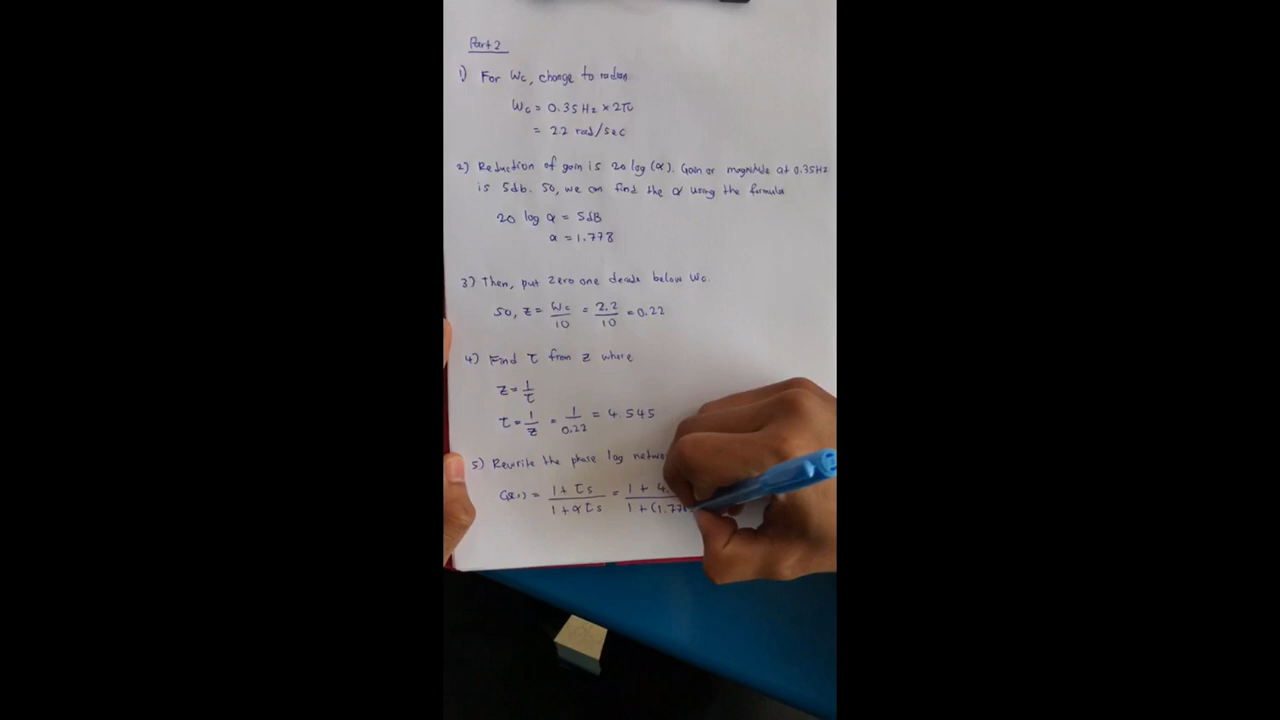 Part 2
1) For Wc, change to radian
Wc = 0.35 Hz × 2π
= 2.2 rad/sec
2) Reduction of gain is 20 log (α). Gain or magnitude at 0.35Hz
is 5db. So, we can find the α using the formula
20 log α = 5dB
α = 1.778
3) Then, put zero one decade below Wc.
So, z = Wc/10 = 2.2/10 = 0.22
4) Find τ from z where
z = 1/τ
τ = 1/z = 1/0.22 = 4.545
5) Rewrite the phase lag
= 1 + τs / 1 + ατs = 1 + 4. / 1 + (1.77